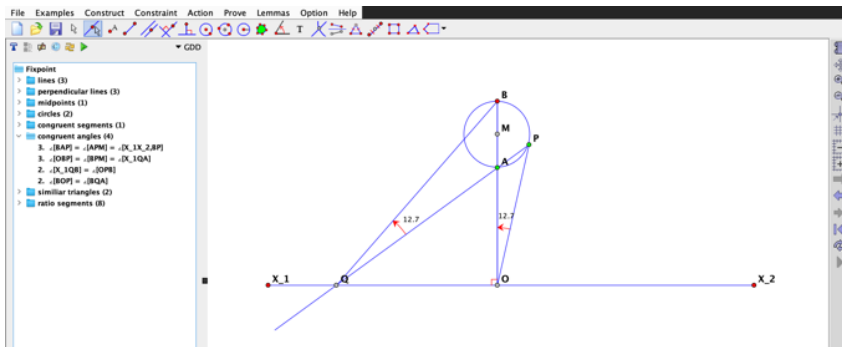 File Examples Construct Constraint Action Prove Lemmas Option Help
GDD
Fixpoint
lines (3)
perpendicular lines (3)
midpoints (1)
circles (2)
congruent segments (1)
congruent angles (4)
3. ∠[BAP] = ∠[APM] = ∠[X_1X_2,BP]
3. ∠[OBP] = ∠[BPM] = ∠[X_1QA]
2. ∠[X_1QB] = ∠[OPB]
2. ∠[BOP] = ∠[BQA]
similiar triangles (2)
ratio segments (8)
B
M
P
A
12.7
12.7
X_1
Q
O
X_2